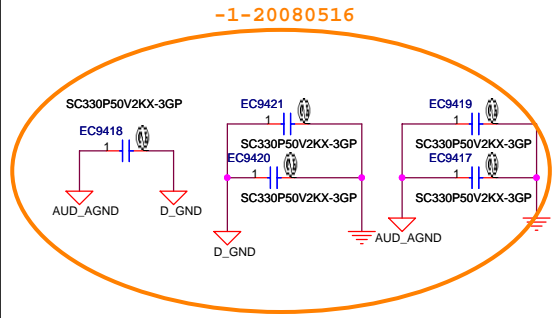 -1-20080516
SC330P50V2KX-3GP
EC9418
1
AUD_AGND
D_GND
EC9421
1
SC330P50V2KX-3GP
EC9420
1
SC330P50V2KX-3GP
D_GND
EC9419
1
SC330P50V2KX-3GP
EC9417
1
SC330P50V2KX-3GP
AUD_AGND